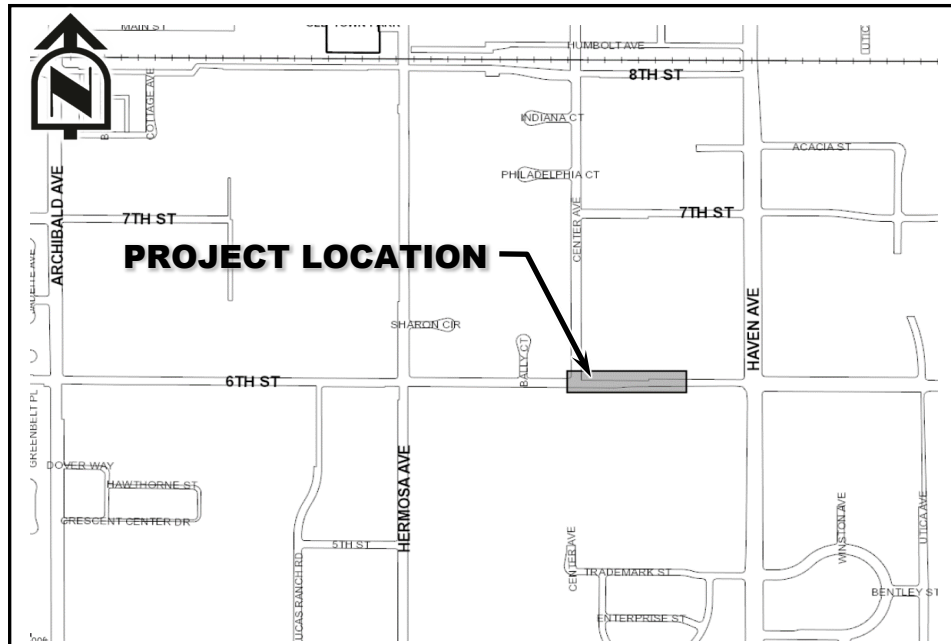 MAIN ST
HUMBOLT AVE
UTIC
8TH ST
COTTAGE AVE
B
INDIANA CT
ACACIA ST
PHILADELPHIA CT
ARCHIBALD AVE
7TH ST
7TH ST
CENTER AVE
PROJECT LOCATION
HAVEN AVE
SHARON CIR
BALLY CT
6TH ST
GREENBELT PL
HERMOSA AVE
DOVER WAY
HAWTHORNE ST
CRESCENT CENTER DR
WINSTON AVE
UTICA AVE
5TH ST
CENTER AVE
TRADEMARK ST
LUCAS RANCH RD
BENTLEY ST
ENTERPRISE ST
N